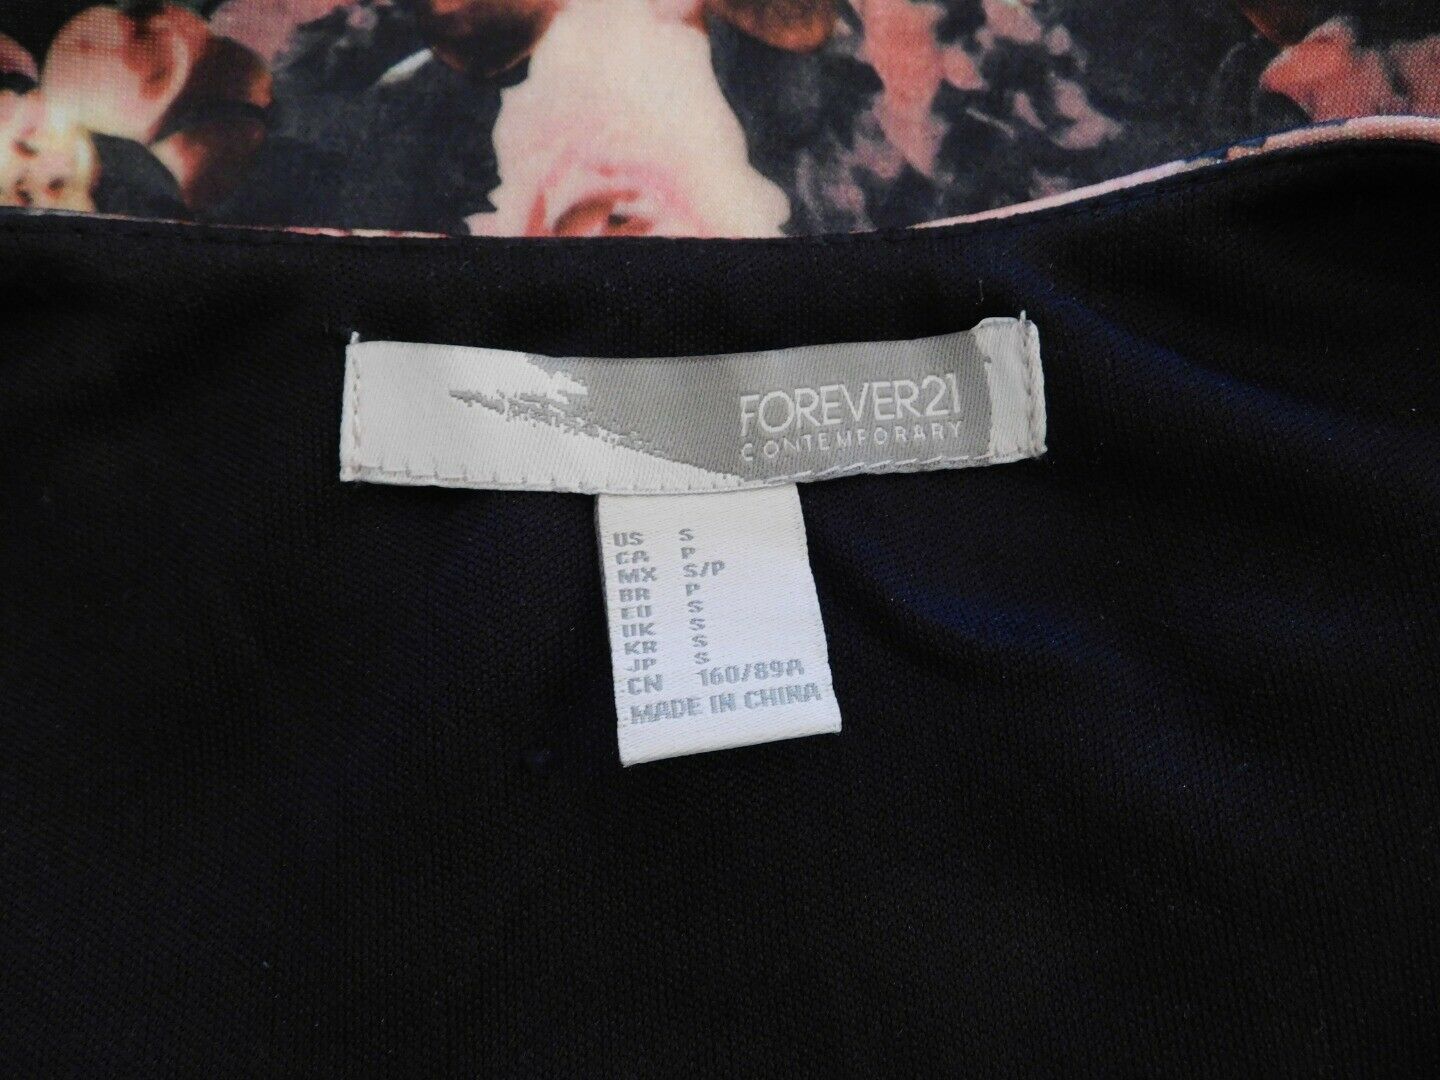 FOREVER21
CONTEMPORARY
US S
CA P
MX S/P
BR P
EU S
UK S
KR S
JP S
CN 160/89A
MADE IN CHINA